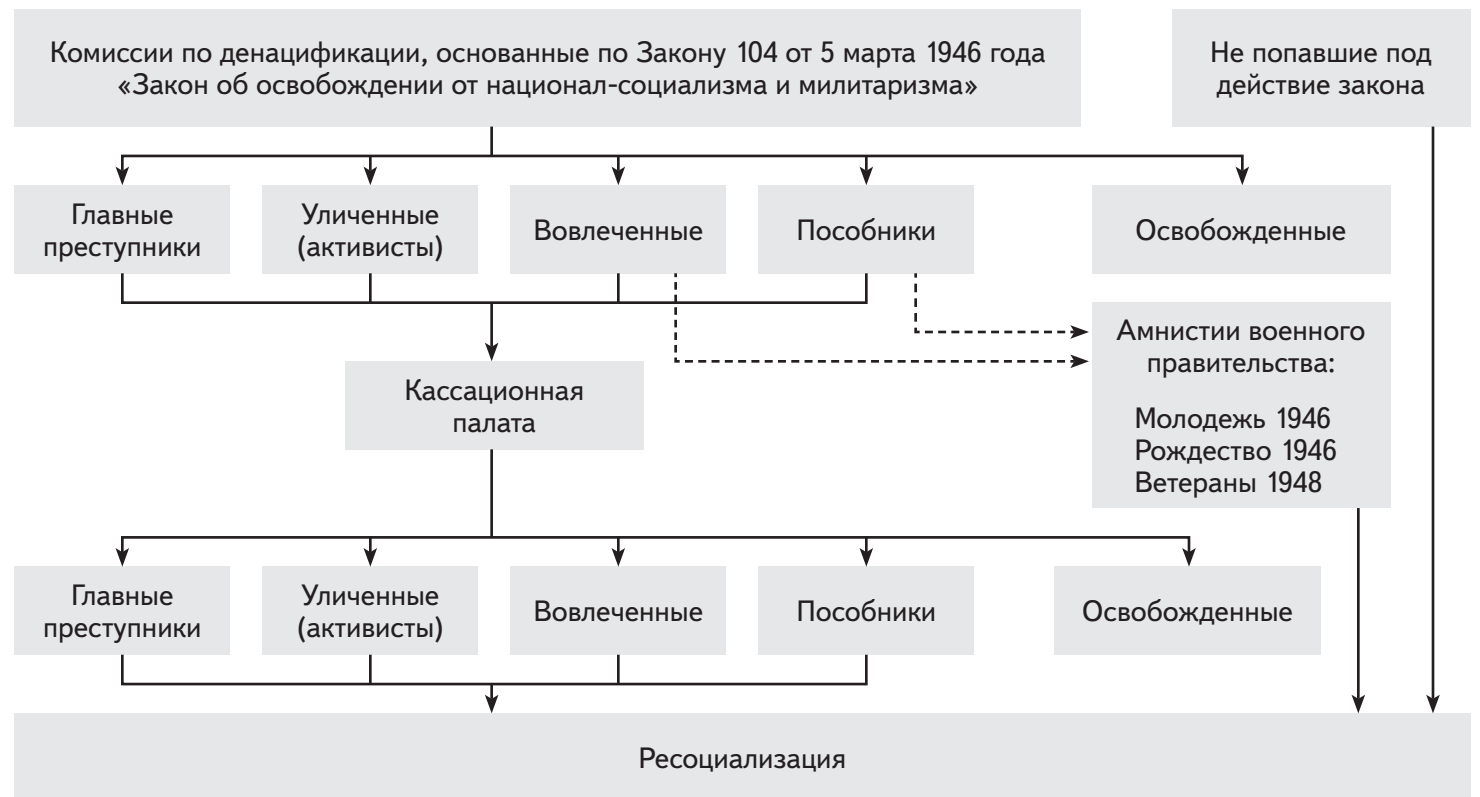 Комиссии по денацификации, основанные по Закону 104 от 5 марта 1946 года
«Закон об освобождении от национал-социализма и милитаризма»
Не попавшие под
действие закона
Главные
преступники
Уличенные
(активисты)
Вовлеченные
Пособники
Освобожденные
Амнистии военного
правительства:
Молодежь 1946
Рождество 1946
Ветераны 1948
Кассационная
палата
Главные
преступники
Уличенные
(активисты)
Вовлеченные
Пособники
Освобожденные
Ресоциализация